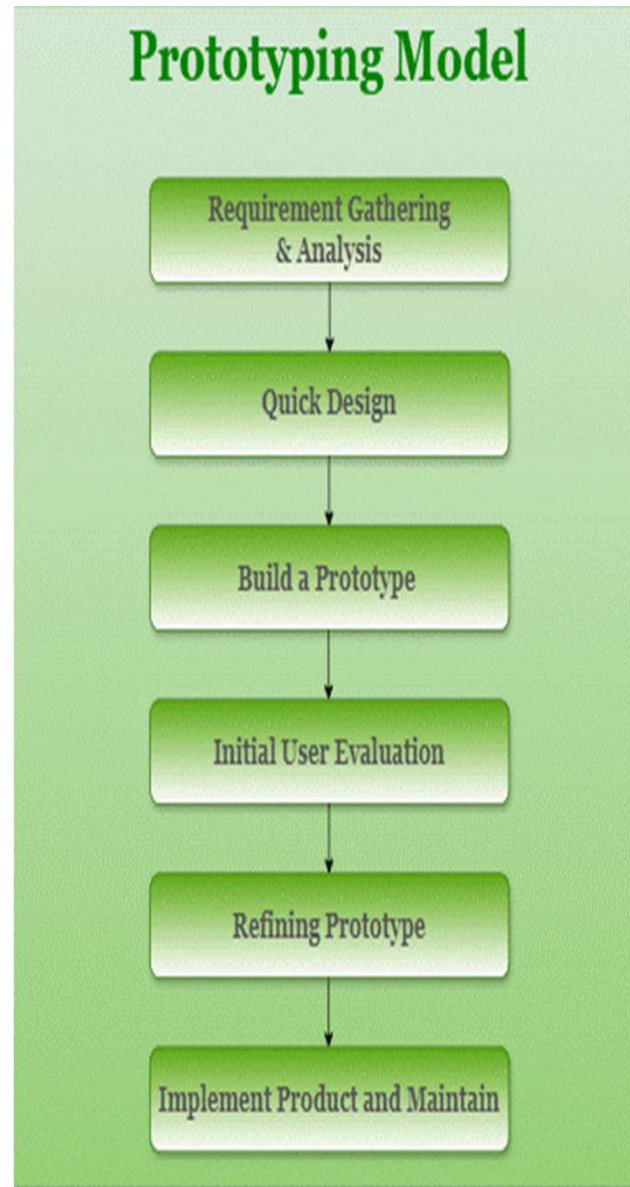 Prototyping Model
Requirement Gathering
& Analysis
Quick Design
Build a Prototype
Initial User Evaluation
Refining Prototype
Implement Product and Maintain